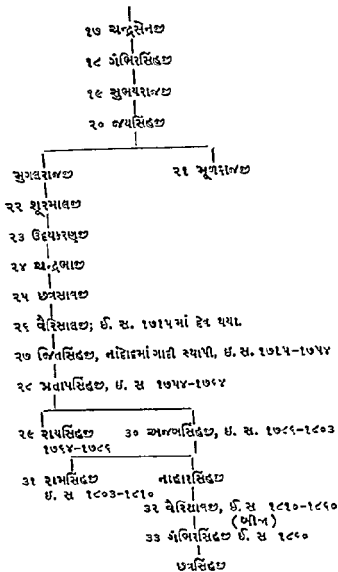 ૧૭ ચન્દ્રસેનજી
૧૮ ગંભિરસિંહજી
૧૯ સુભયરાજજી
૨૦ જયસિંહજી
સુગલરાજજી ૨૧ મૂળરાજજી
૨૨ શૂરમાલજી
૨૩ ઉદયકરણજી
૨૪ ચન્દ્રભાજી
૨૫ છત્રસાલજી
૨૬ વૈરિસાલજી; ઈ. સ. ૧૭૧૫માં દેવ થયા.
૨૭ જિતસિંહજી, નાંદોદમાં ગાદી સ્થાપી, ઇ. સ. ૧૭૧૫-૧૭૫૪
૨૮ પ્રતાપસિંહજી, ઇ. સ ૧૭૫૪-૧૭૬૪
૨૯ રાયસિંહજી ૩૦ અજબસિંહજી, ઇ. સ. ૧૭૮૬-૧૮૦૩
૧૭૬૪-૧૭૮૬
૩૧ રામસિંહજી નાહારસિંહજી
ઇ. સ ૧૮૦૩-૧૮૧૦
૩૨ વૈરિસાલજી, ઈ. સ ૧૮૧૦-૧૮૬૦
(બીજા)
૩૩ ગંભિરસિંહજી ઈ સ ૧૮૬૦
છત્રસિંહજી